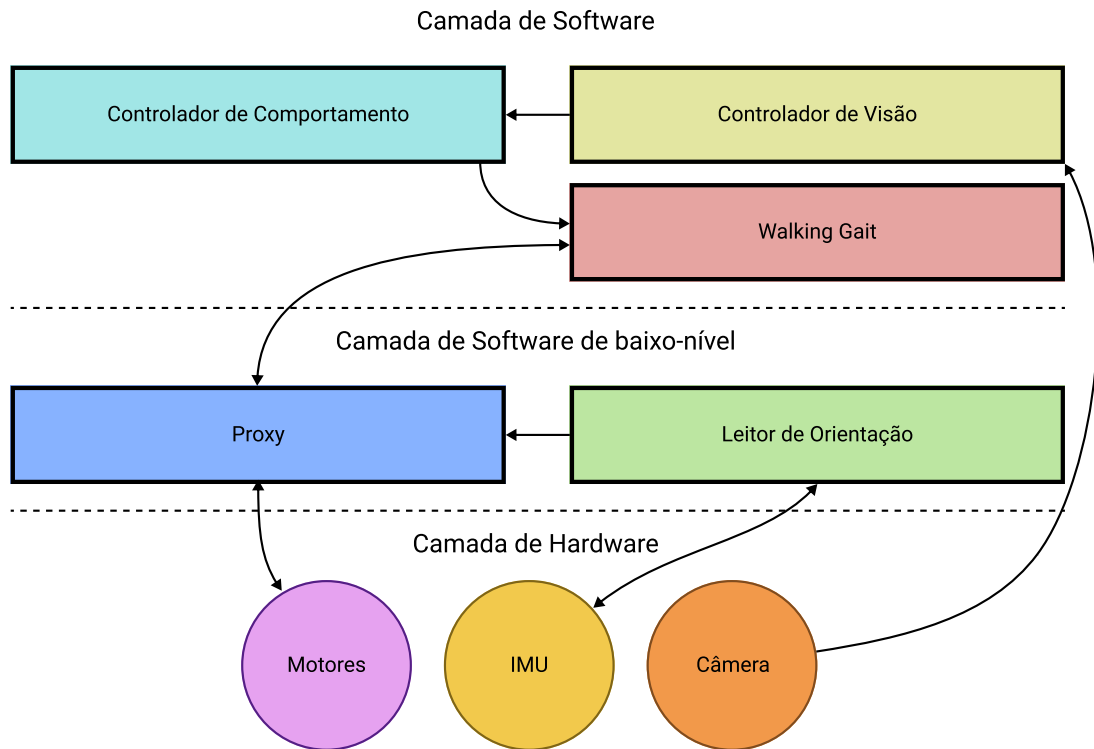 Camada de Software
Controlador de Comportamento
Controlador de Visão
Walking Gait
Camada de Software de baixo-nível
Proxy
Leitor de Orientação
Camada de Hardware
Motores
IMU
Câmera